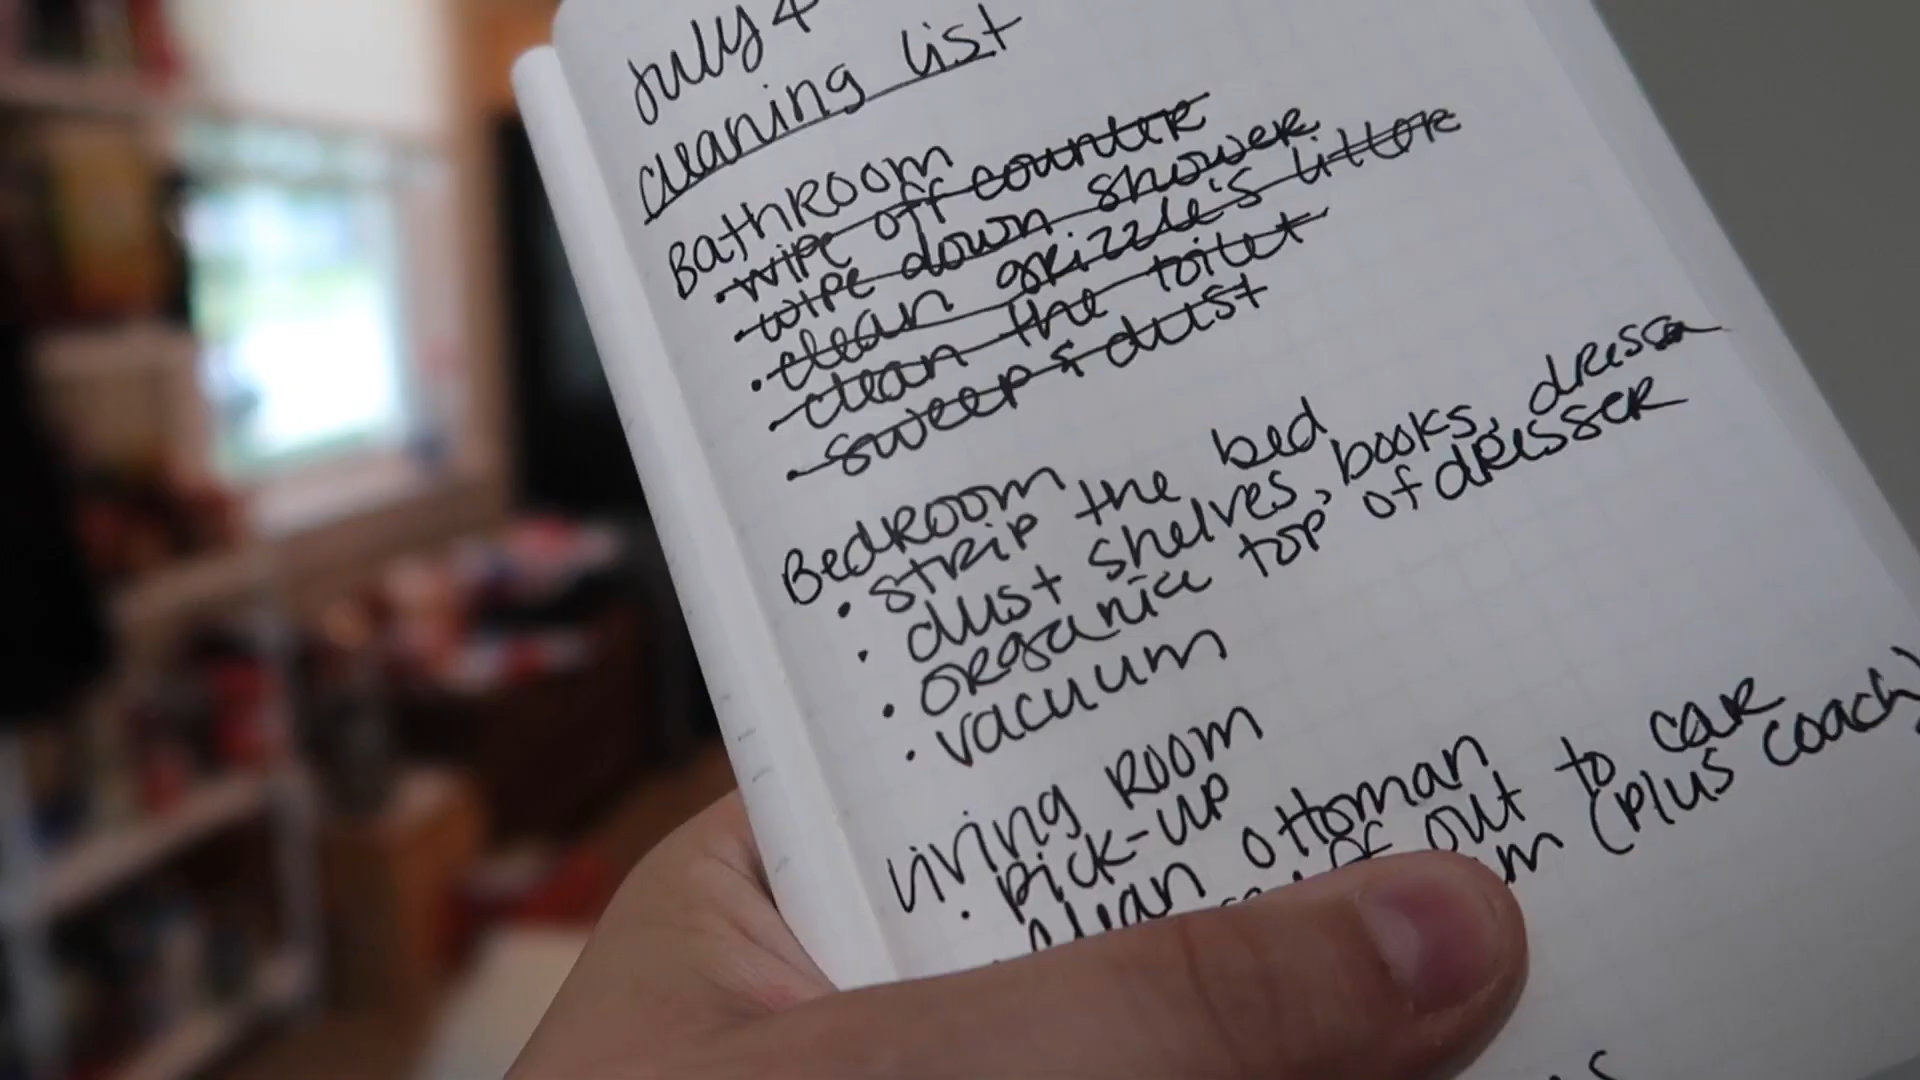 July 4
cleaning list
Bathroom
· wipe off counter
· wipe down shower
· clean grizzle's litter
· clean the toilet
· sweep & dust
Bedroom
· strip the bed
· dust shelves, books, dresser
· organize top of dresser
· vacuum
Living Room
· pick-up
clean ottoman
out to car
(plus coach)